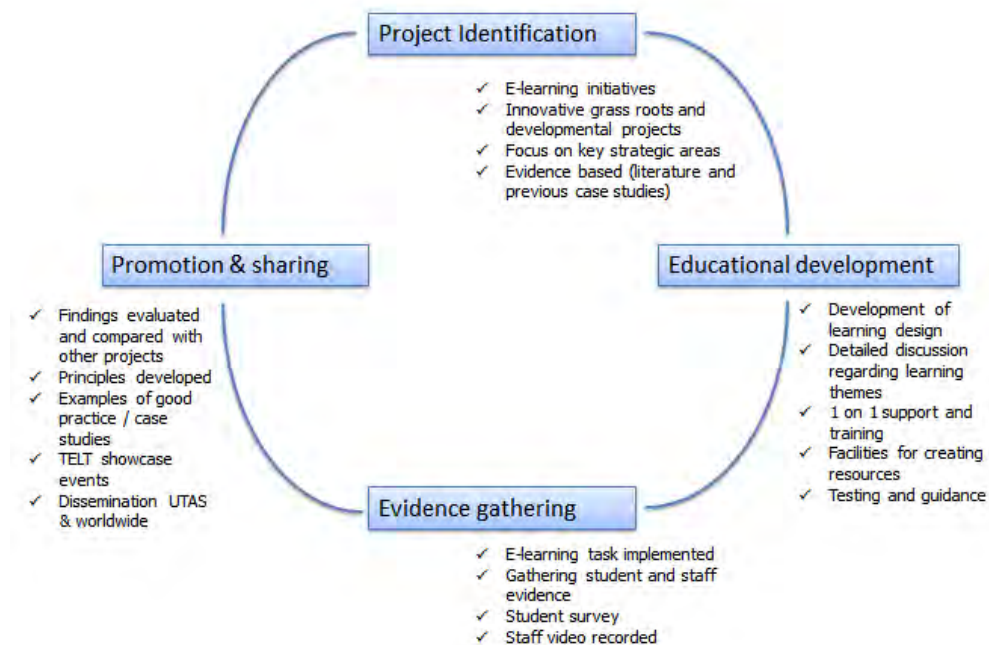 Project Identification
✓ E-learning initiatives
✓ Innovative grass roots and
developmental projects
✓ Focus on key strategic areas
✓ Evidence based (literature and
previous case studies)
Promotion & sharing
✓ Findings evaluated
and compared with
other projects
✓ Principles developed
✓ Examples of good
practice / case
studies
✓ TELT showcase
events
✓ Dissemination UTAS
& worldwide
Educational development
✓ Development of
learning design
✓ Detailed discussion
regarding learning
themes
✓ 1 on 1 support and
training
✓ Facilities for creating
resources
✓ Testing and guidance
Evidence gathering
✓ E-learning task implemented
✓ Gathering student and staff
evidence
✓ Student survey
✓ Staff video recorded